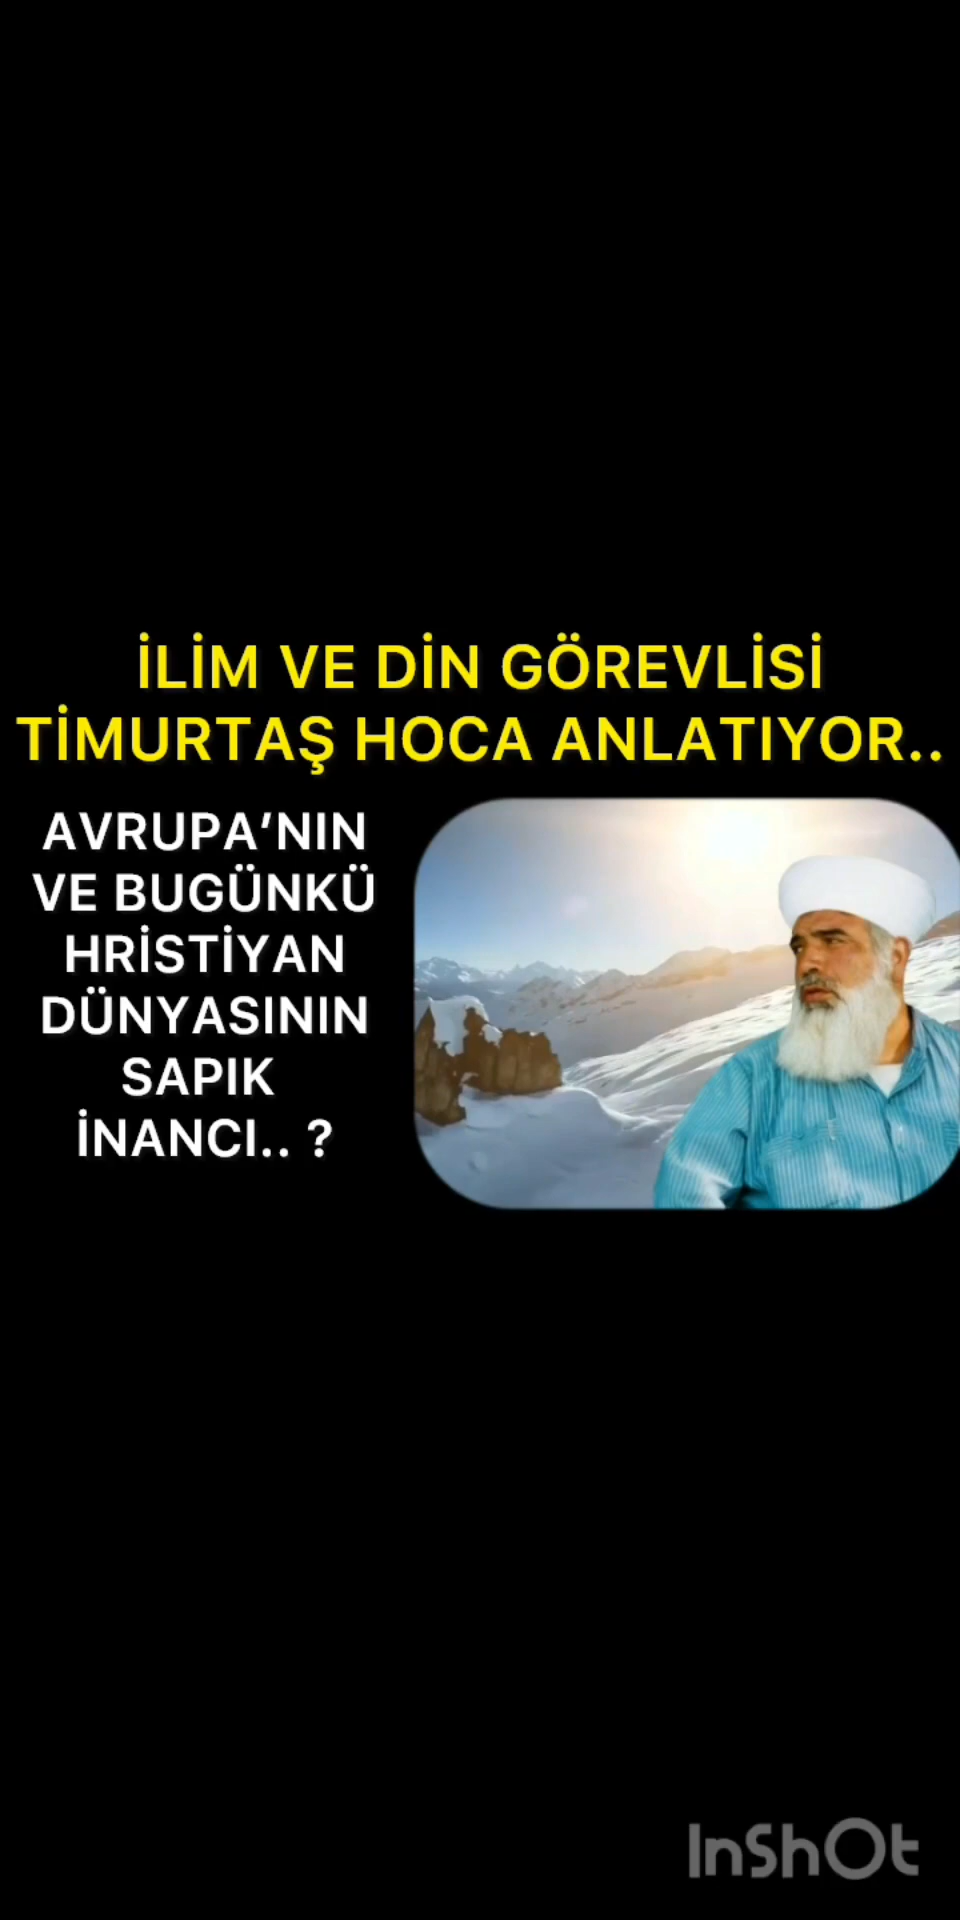 İLİM VE DİN GÖREVLİSİ
TİMURTAŞ HOCA ANLATIYOR..
AVRUPA’NIN
VE BUGÜNKÜ
HRİSTİYAN
DÜNYASININ
SAPIK
İNANCI.. ?
InShOt